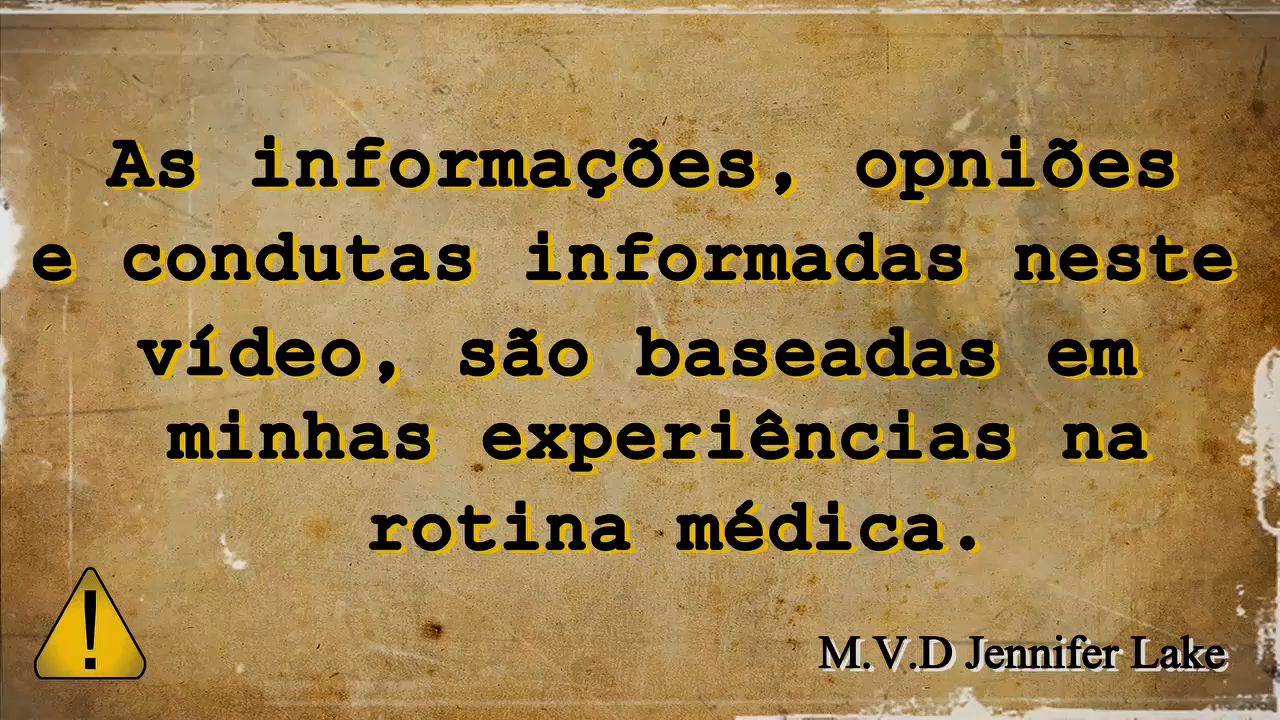 As informações, opniões
e condutas informadas neste
vídeo, são baseadas em
minhas experiências na
rotina médica.
M.V.D Jennifer Lake